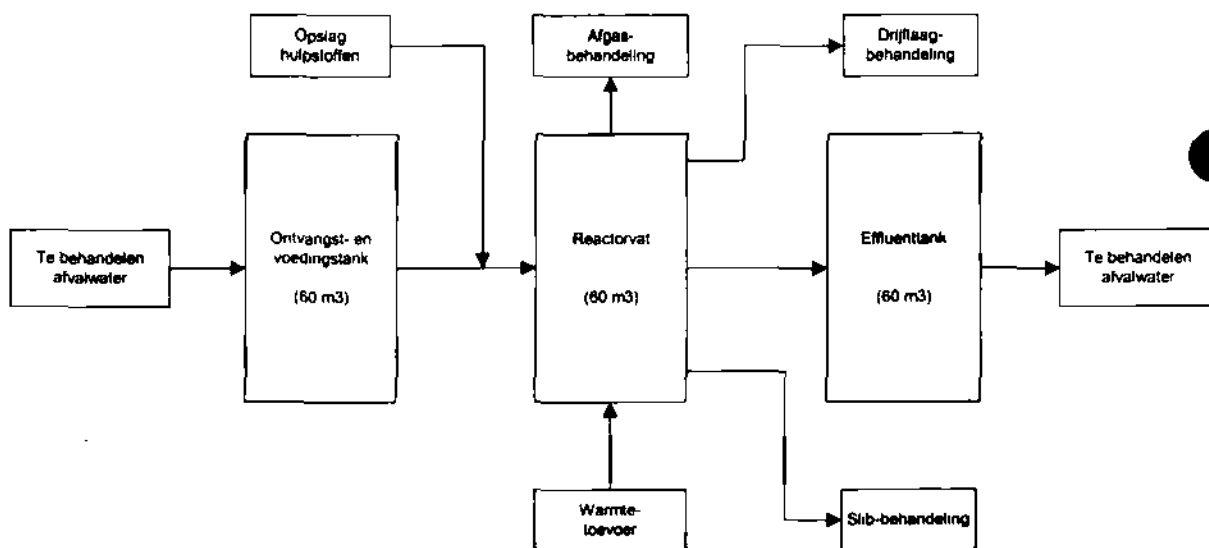 Opslag
hulpstoffen
Afgas-
behandeling
Drijflaag-
behandeling
Te behandelen
afvalwater
Ontvangst- en
voedingstank
(60 m3)
Reactorvat
(60 m3)
Effluenttank
(60 m3)
Te behandelen
afvalwater
Warmte-
toevoer
Slib-behandeling